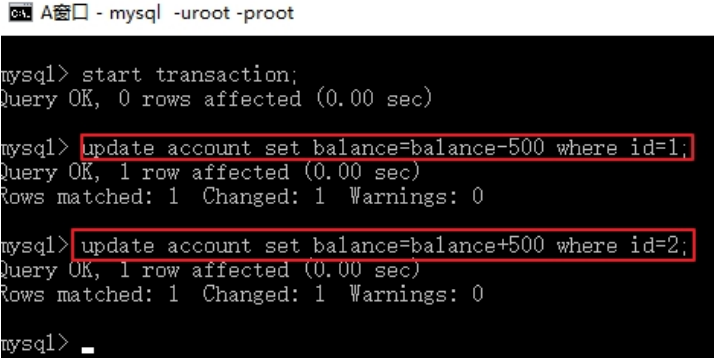 A窗口 - mysql -uroot -proot
mysql> start transaction;
Query OK, 0 rows affected (0.00 sec)
mysql> update account set balance=balance-500 where id=1;
Query OK, 1 row affected (0.00 sec)
Rows matched: 1 Changed: 1 Warnings: 0
mysql> update account set balance=balance+500 where id=2;
Query OK, 1 row affected (0.00 sec)
Rows matched: 1 Changed: 1 Warnings: 0
mysql>